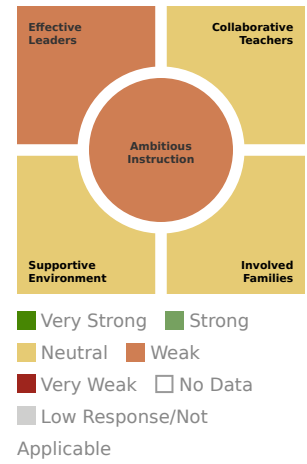 Effective
Leaders
Collaborative
Teachers
Ambitious
Instruction
Supportive
Environment
Involved
Families
Very Strong
Strong
Neutral
Weak
Very Weak
No Data
Low Response/Not
Applicable